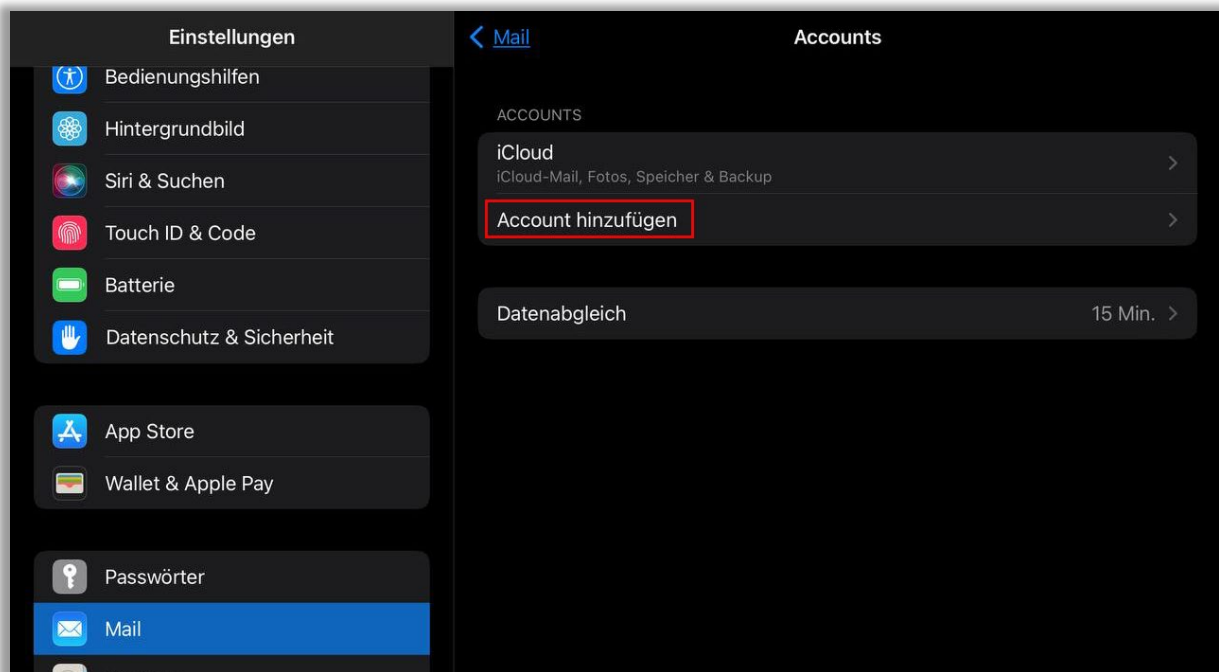 Einstellungen
Bedienungshilfen
Hintergrundbild
Siri & Suchen
Touch ID & Code
Batterie
Datenschutz & Sicherheit
App Store
Wallet & Apple Pay
Passwörter
Mail
Mail
Accounts
ACCOUNTS
iCloud
iCloud-Mail, Fotos, Speicher & Backup
Account hinzufügen
Datenabgleich 15 Min.